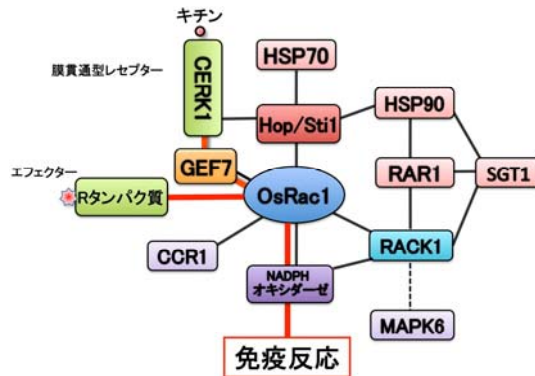 キチン
膜貫通型レセプター
CERK1
HSP70
HSP90
Hop/Sti1
GEF7
RAR1
SGT1
エフェクター
Rタンパク質
OsRac1
CCR1
RACK1
NADPH
オキシダーゼ
MAPK6
免疫反応